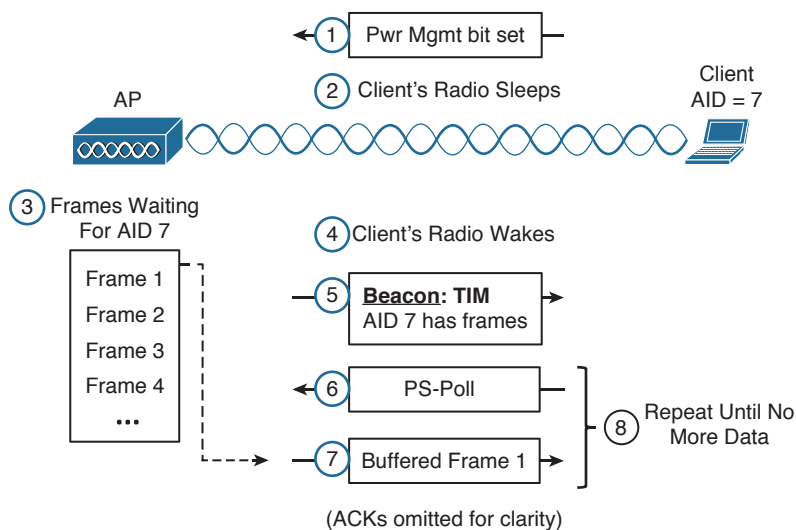 1 Pwr Mgmt bit set
2 Client's Radio Sleeps
AP
Client
AID = 7
3 Frames Waiting
For AID 7
Frame 1
Frame 2
Frame 3
Frame 4
...
4 Client's Radio Wakes
5 Beacon: TIM
AID 7 has frames
6 PS-Poll
7 Buffered Frame 1
8 Repeat Until No
More Data
(ACKs omitted for clarity)